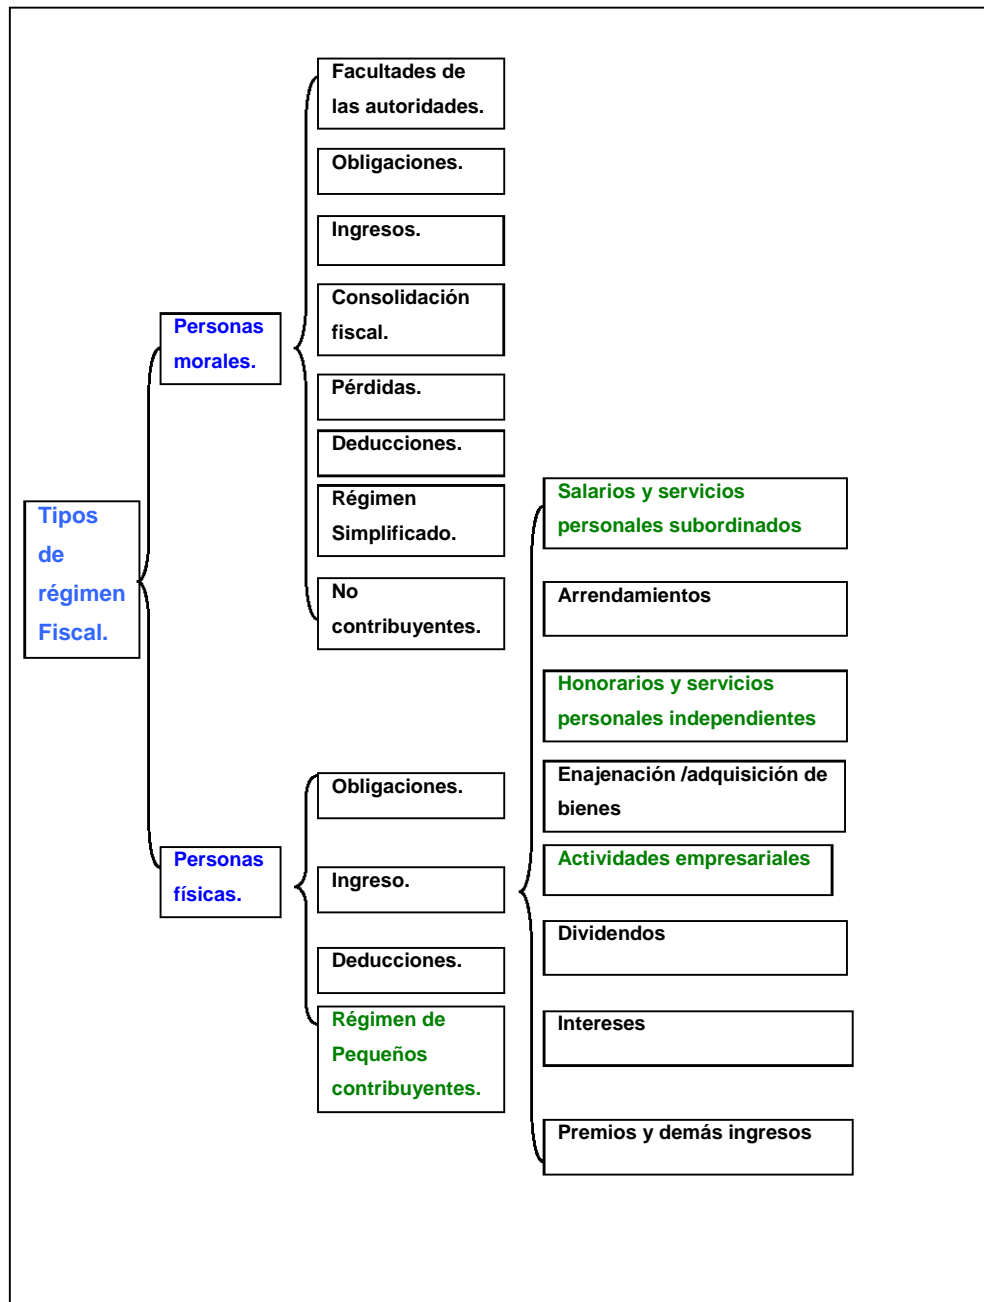 Tipos
de
régimen
Fiscal.
Personas
morales.
Facultades de
las autoridades.
Obligaciones.
Ingresos.
Consolidación
fiscal.
Pérdidas.
Deducciones.
Régimen
Simplificado.
No
contribuyentes.
Personas
físicas.
Obligaciones.
Ingreso.
Deducciones.
Régimen de
Pequeños
contribuyentes.
Salarios y servicios
personales subordinados
Arrendamientos
Honorarios y servicios
personales independientes
Enajenación /adquisición de
bienes
Actividades empresariales
Dividendos
Intereses
Premios y demás ingresos